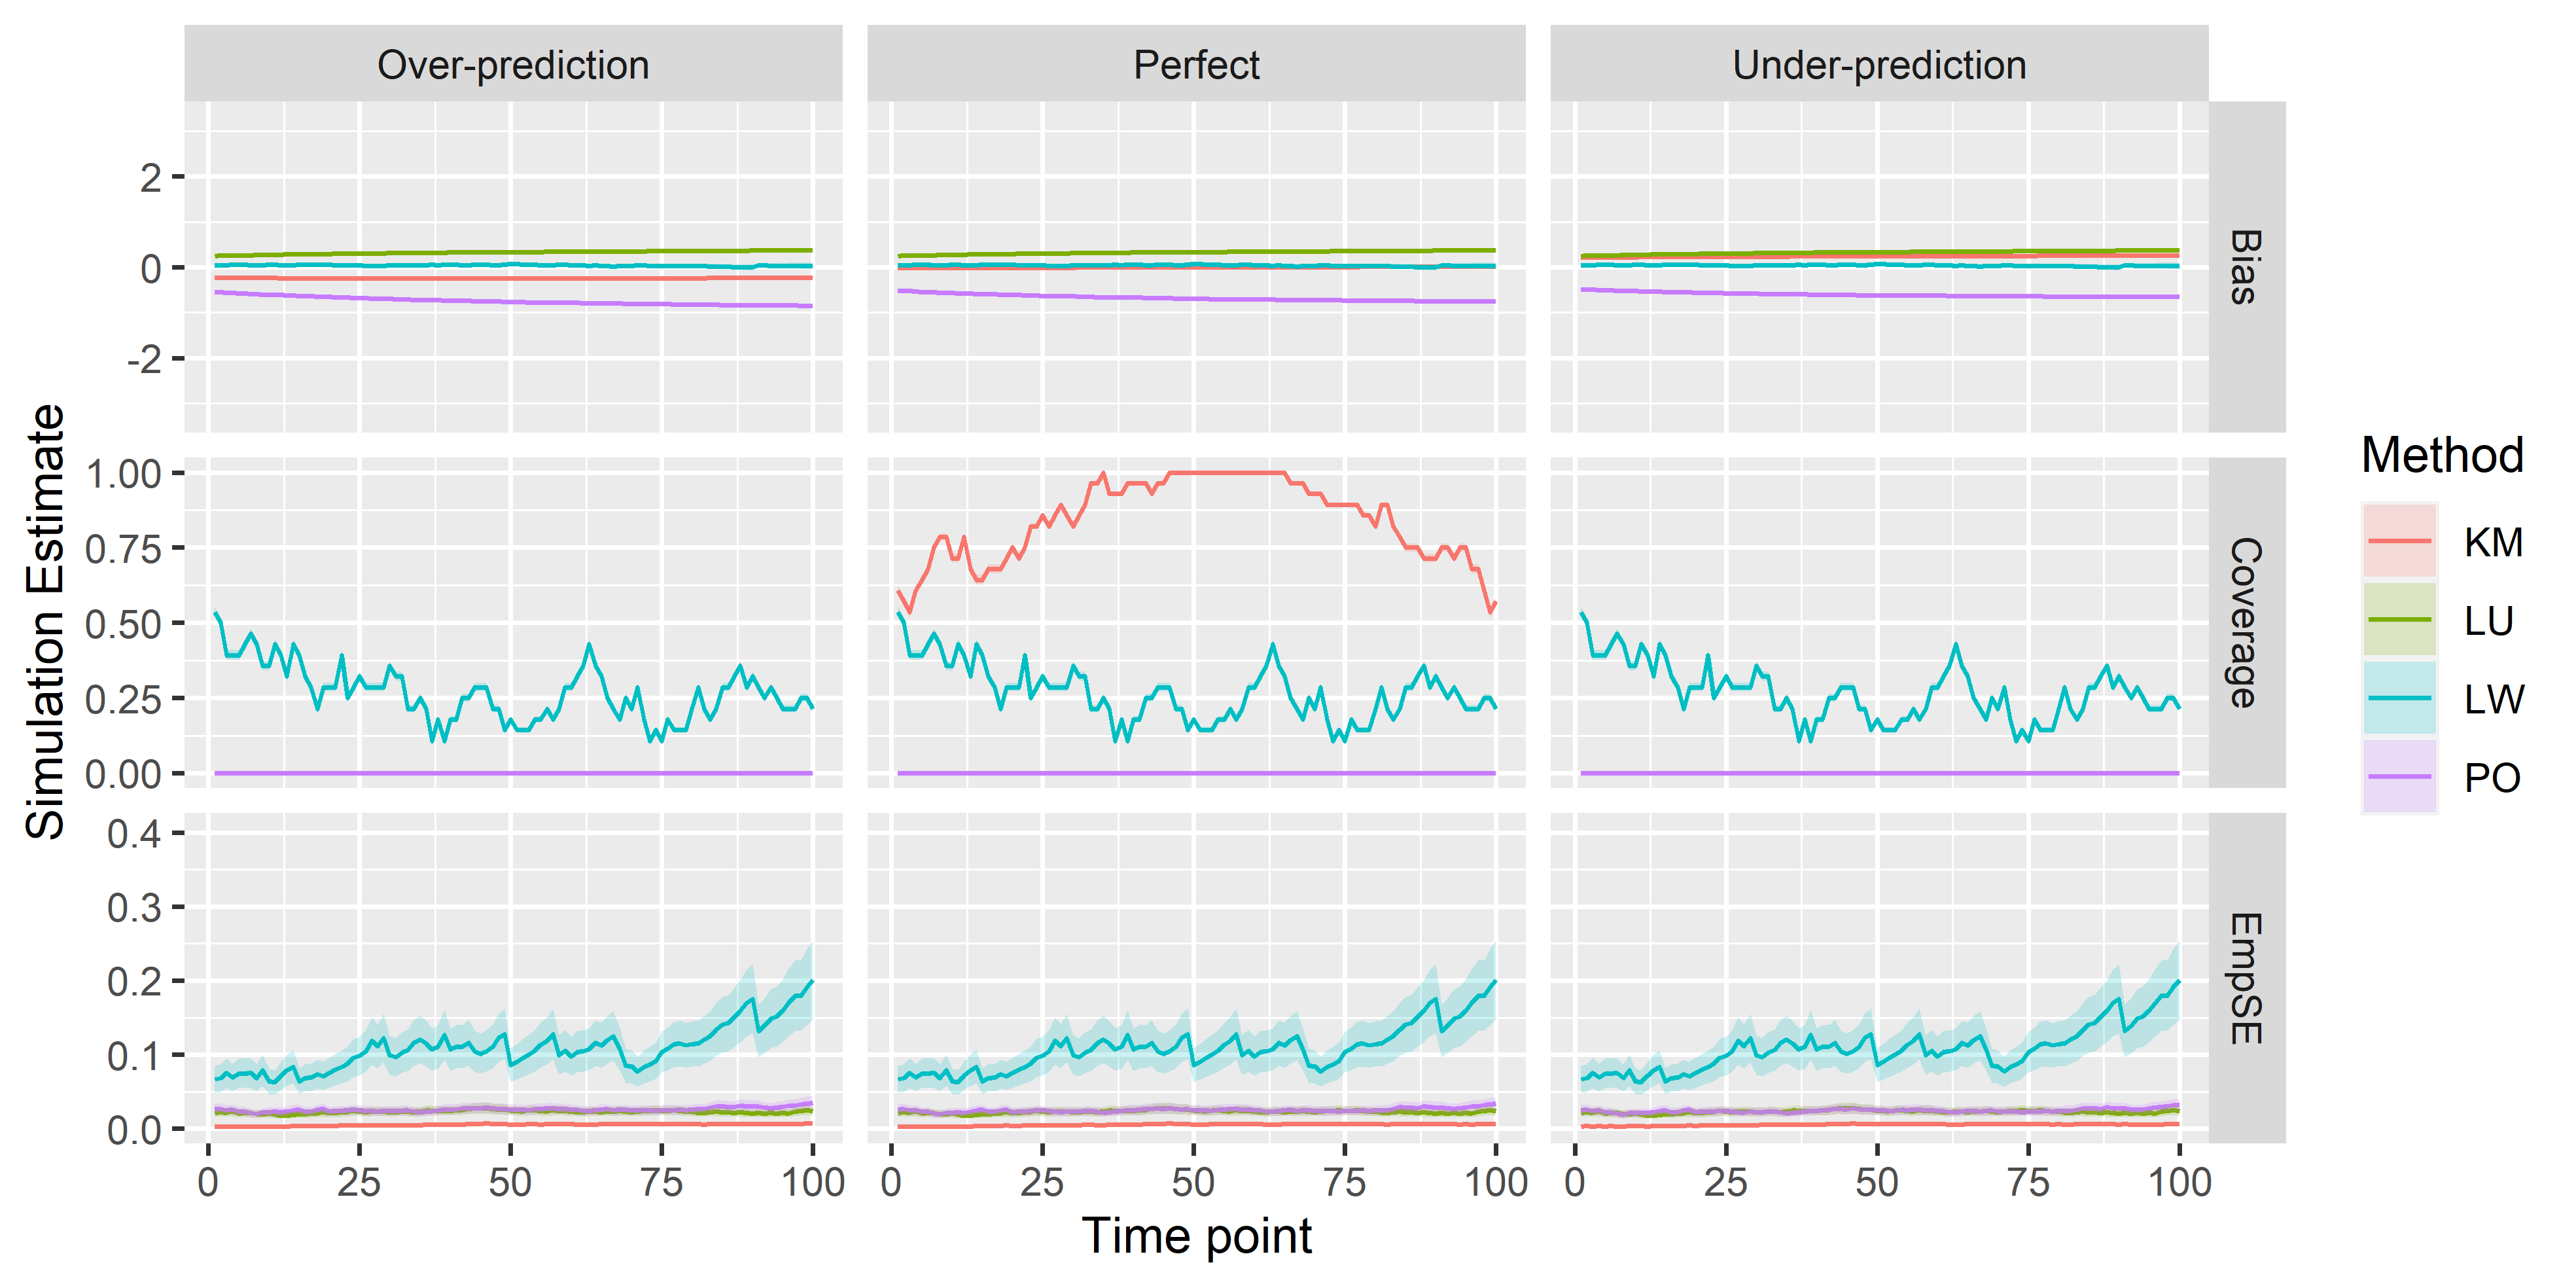 Over-prediction Perfect Under-prediction
2
0
-2
Bias
1.00
0.75
0.50
0.25
0.00
Coverage
0.4
0.3
0.2
0.1
0.0
EmpSE
0 25 50 75 100 0 25 50 75 100 0 25 50 75 100
Time point
Simulation Estimate
Method
KM
LU
LW
PO